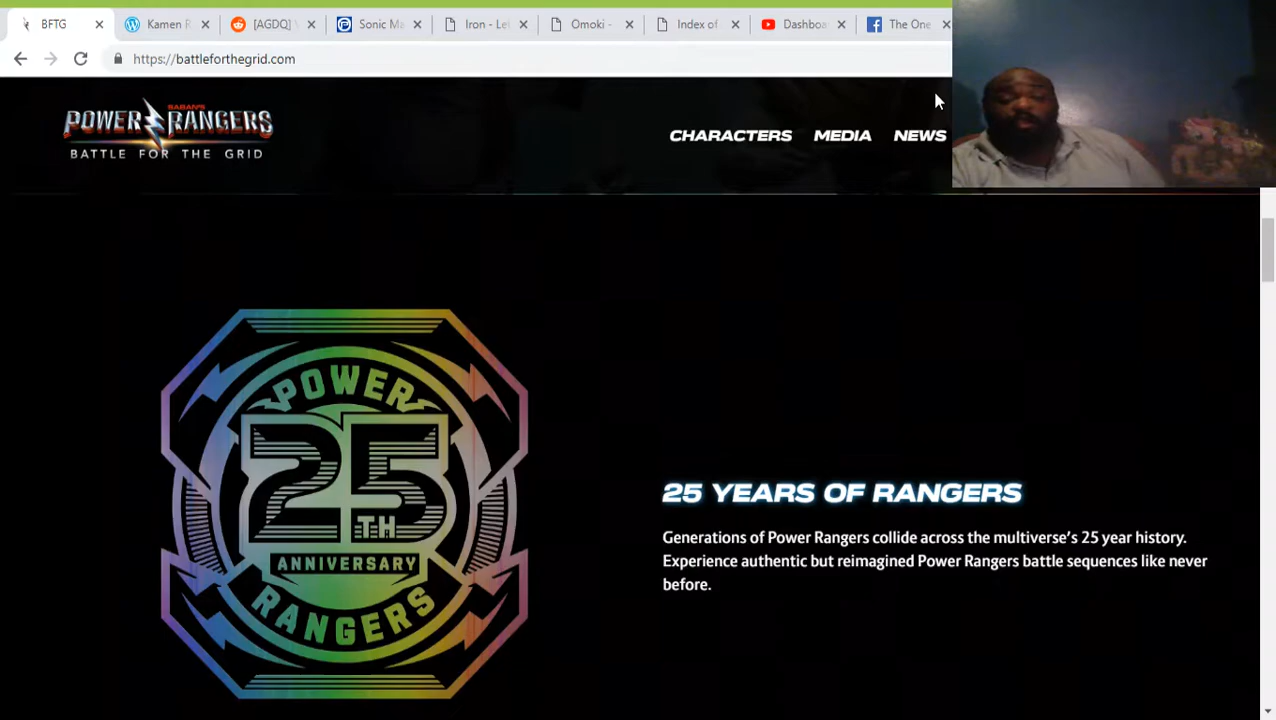 BFTG
Kamen R
[AGDQ]
Sonic Ma
Iron - Le
Omoki -
Index of
Dashboa
The One
https://battleforthegrid.com
SABAN'S
POWER RANGERS
BATTLE FOR THE GRID
CHARACTERS MEDIA NEWS
POWER
25TH
ANNIVERSARY
RANGERS
25 YEARS OF RANGERS
Generations of Power Rangers collide across the multiverse's 25 year history.
Experience authentic but reimagined Power Rangers battle sequences like never
before.